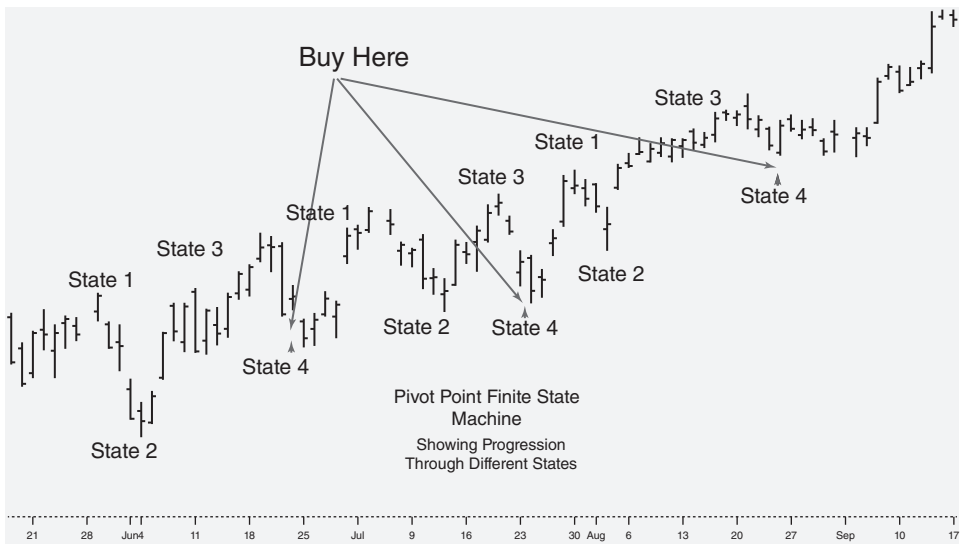 Buy Here
State 3
State 1
State 3
State 1
State 3
State 4
State 1
State 2
State 2
State 4
State 4
State 2
Pivot Point Finite State
Machine
Showing Progression
Through Different States
21 28 Jun4 11 18 25 Jul 9 16 23 30 Aug 6 13 20 27 Sep 10 17